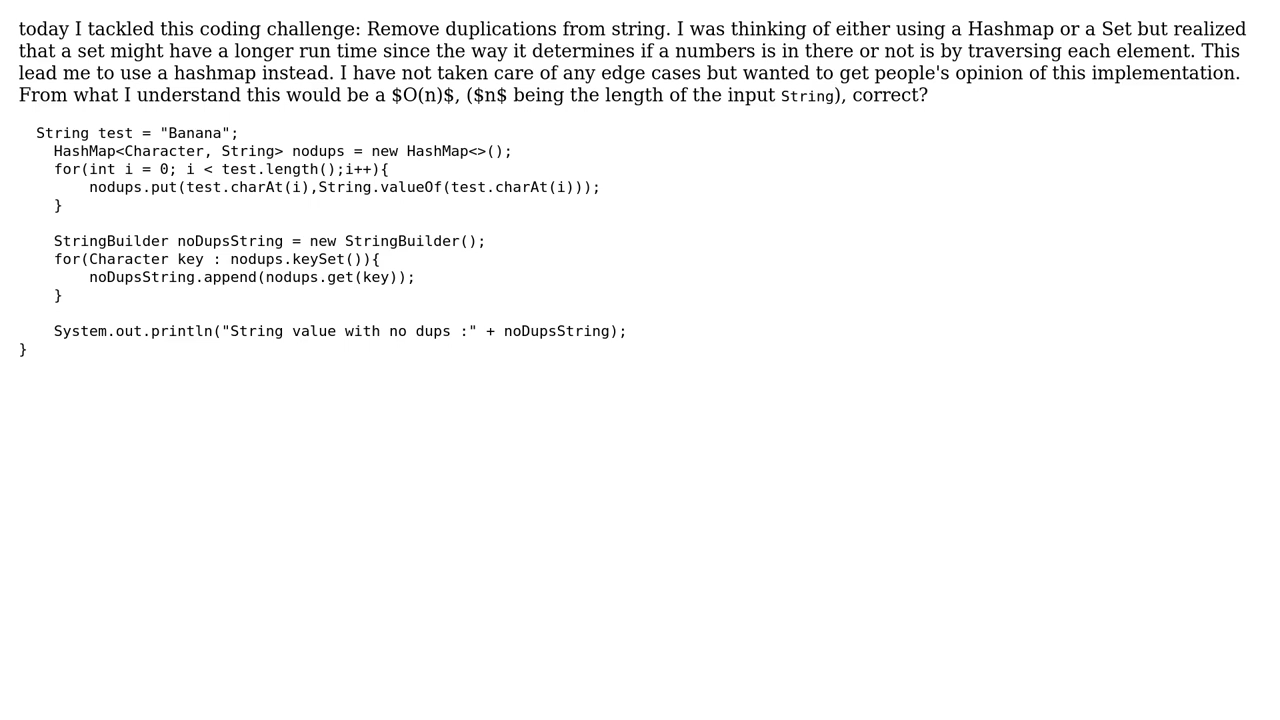 today I tackled this coding challenge: Remove duplications from string. I was thinking of either using a Hashmap or a Set but realized
that a set might have a longer run time since the way it determines if a numbers is in there or not is by traversing each element. This
lead me to use a hashmap instead. I have not taken care of any edge cases but wanted to get people's opinion of this implementation.
From what I understand this would be a $O(n)$, ($n$ being the length of the input String), correct?
  String test = "Banana";
    HashMap<Character, String> nodups = new HashMap<>();
    for(int i = 0; i < test.length();i++){
        nodups.put(test.charAt(i),String.valueOf(test.charAt(i)));
    }
    StringBuilder noDupsString = new StringBuilder();
    for(Character key : nodups.keySet()){
        noDupsString.append(nodups.get(key));
    }
    System.out.println("String value with no dups :" + noDupsString);
}